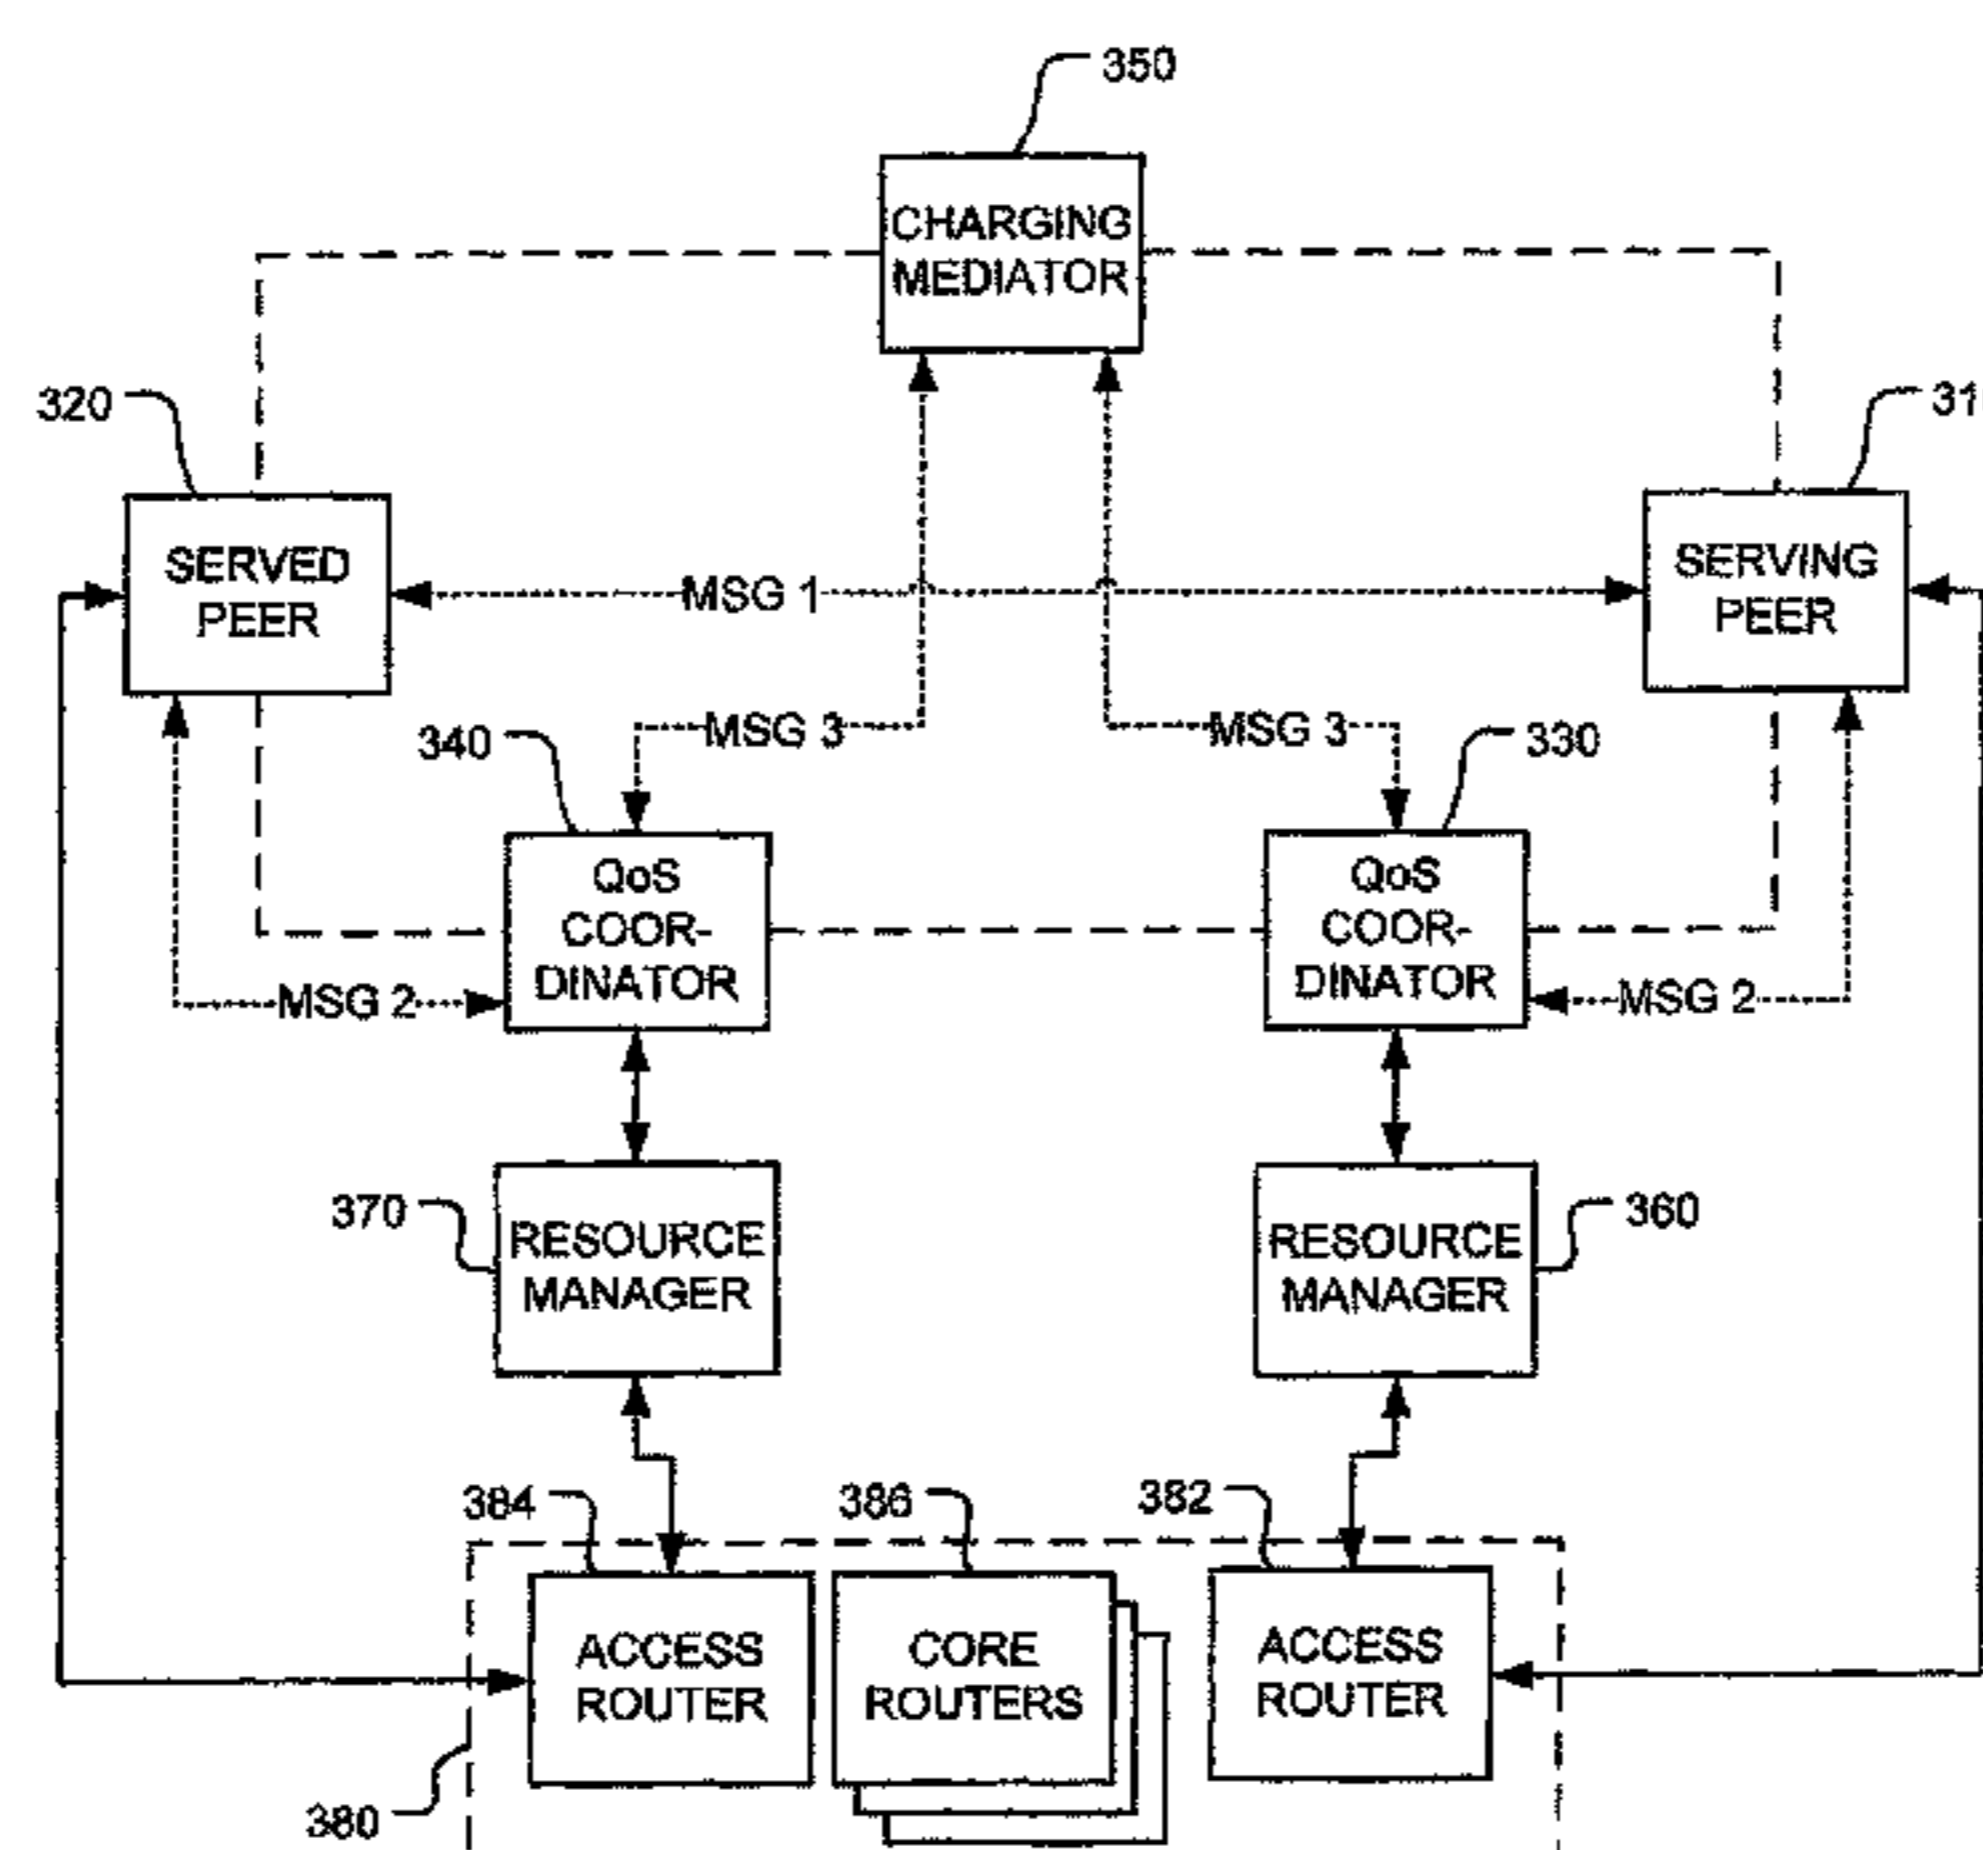 350
CHARGING
MEDIATOR
320
31
SERVED
PEER
SERVING
PEER
MSG 1
MSG 3
MSG 3
340
330
QoS
COOR-
DINATOR
QoS
COOR-
DINATOR
MSG 2
MSG 2
370
RESOURCE
MANAGER
RESOURCE
MANAGER
360
384
386
382
ACCESS
ROUTER
CORE
ROUTERS
ACCESS
ROUTER
380